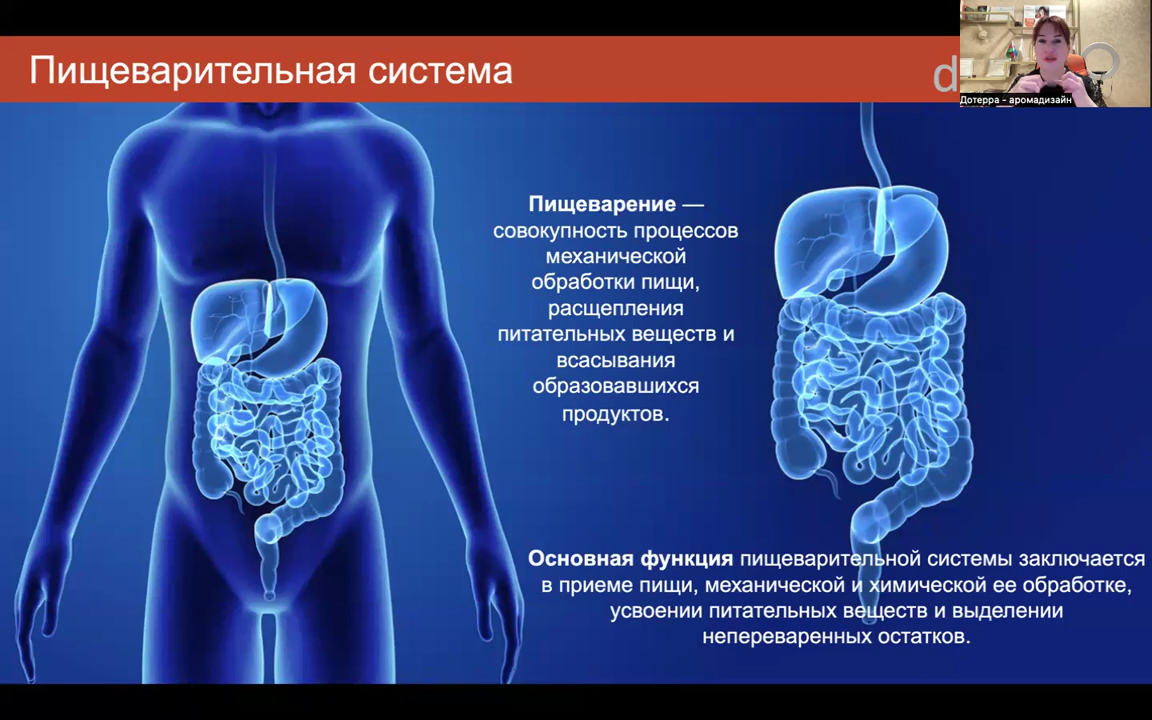 Пищеварительная система
Дотерра - аромадизайн
Пищеварение —
совокупность процессов
механической
обработки пищи,
расщепления
питательных веществ и
всасывания
образовавшихся
продуктов.
Основная функция пищеварительной системы заключается
в приеме пищи, механической и химической ее обработке,
усвоении питательных веществ и выделении
непереваренных остатков.